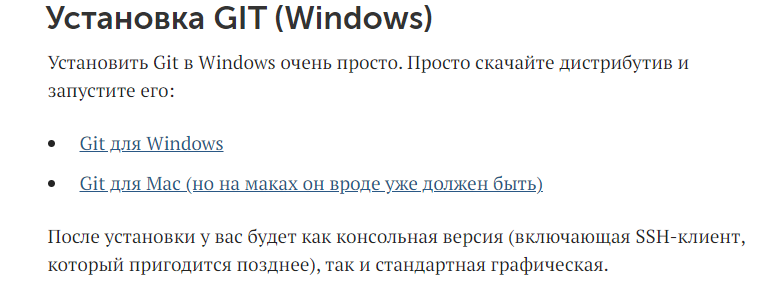 Установка GIT (Windows)
Установить Git в Windows очень просто. Просто скачайте дистрибутив и
запустите его:
• Git для Windows
• Git для Mac (но на маках он вроде уже должен быть)
После установки у вас будет как консольная версия (включающая SSH-клиент,
который пригодится позднее), так и стандартная графическая.